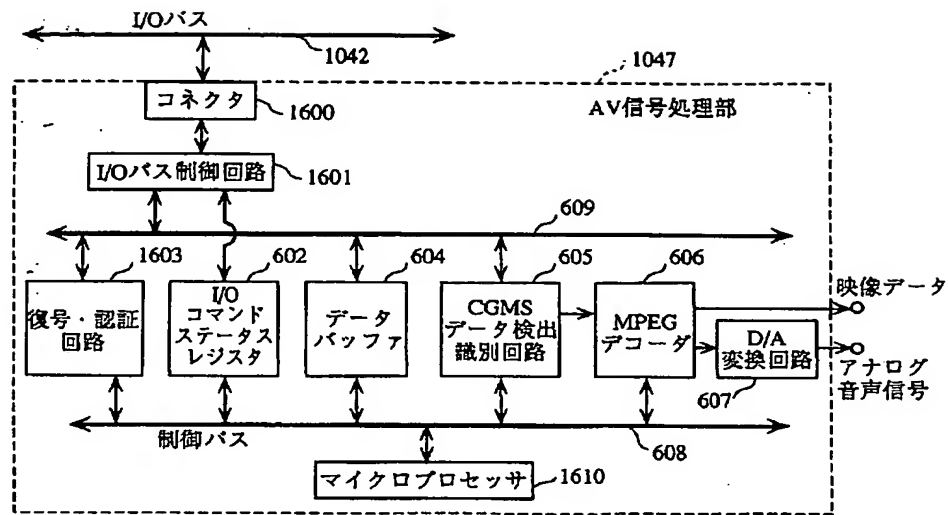 I/Oバス
1042
1047
コネクタ
1600
AV信号処理部
I/Oバス制御回路
1601
609
1603
602
604
605
606
復号・認証
回路
I/O
コマンド
ステータス
レジスタ
データ
バッファ
CGMS
データ検出
識別回路
MPEG
デコーダ
映像データ
D/A
変換回路
607
アナログ
音声信号
制御バス
608
マイクロプロセッサ
1610